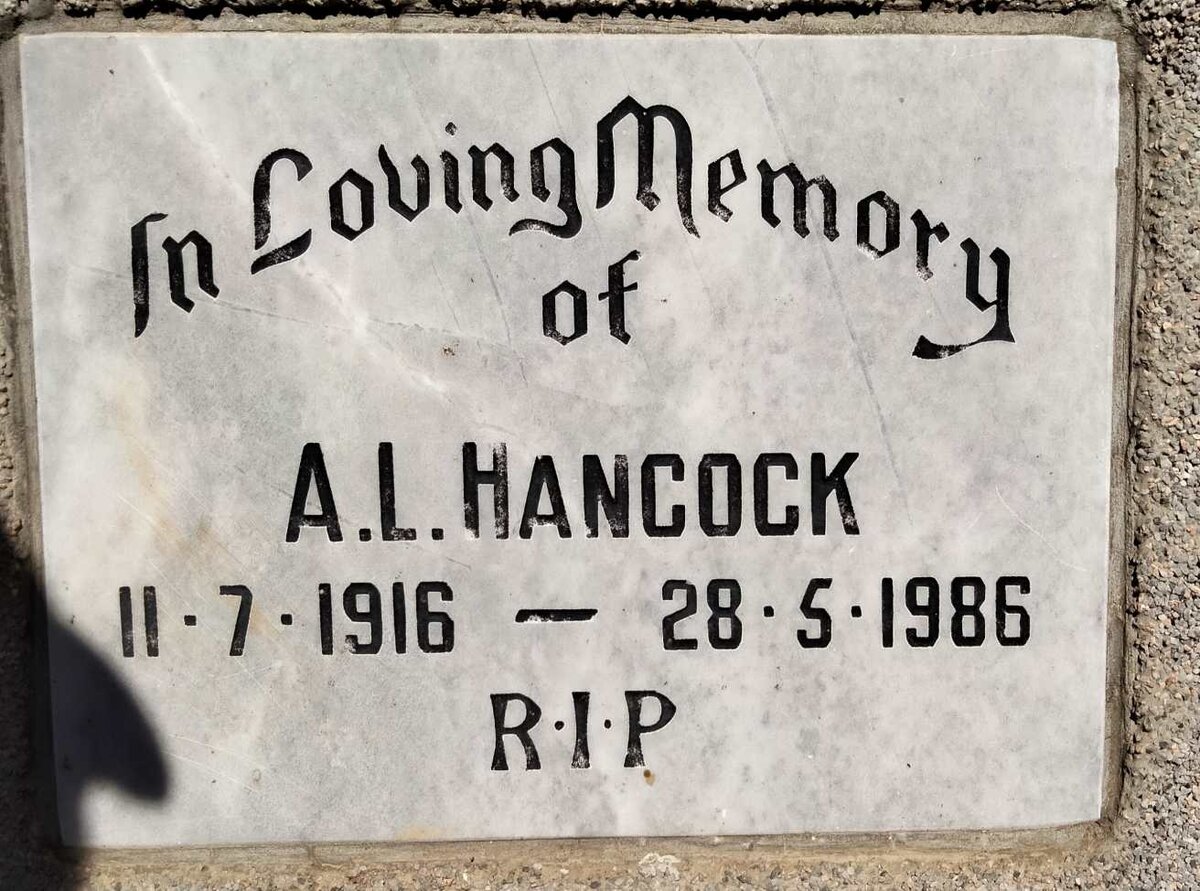 In Loving Memory
of
A.L. HANCOCK
11·7·1916 — 28·5·1986
R·I·P